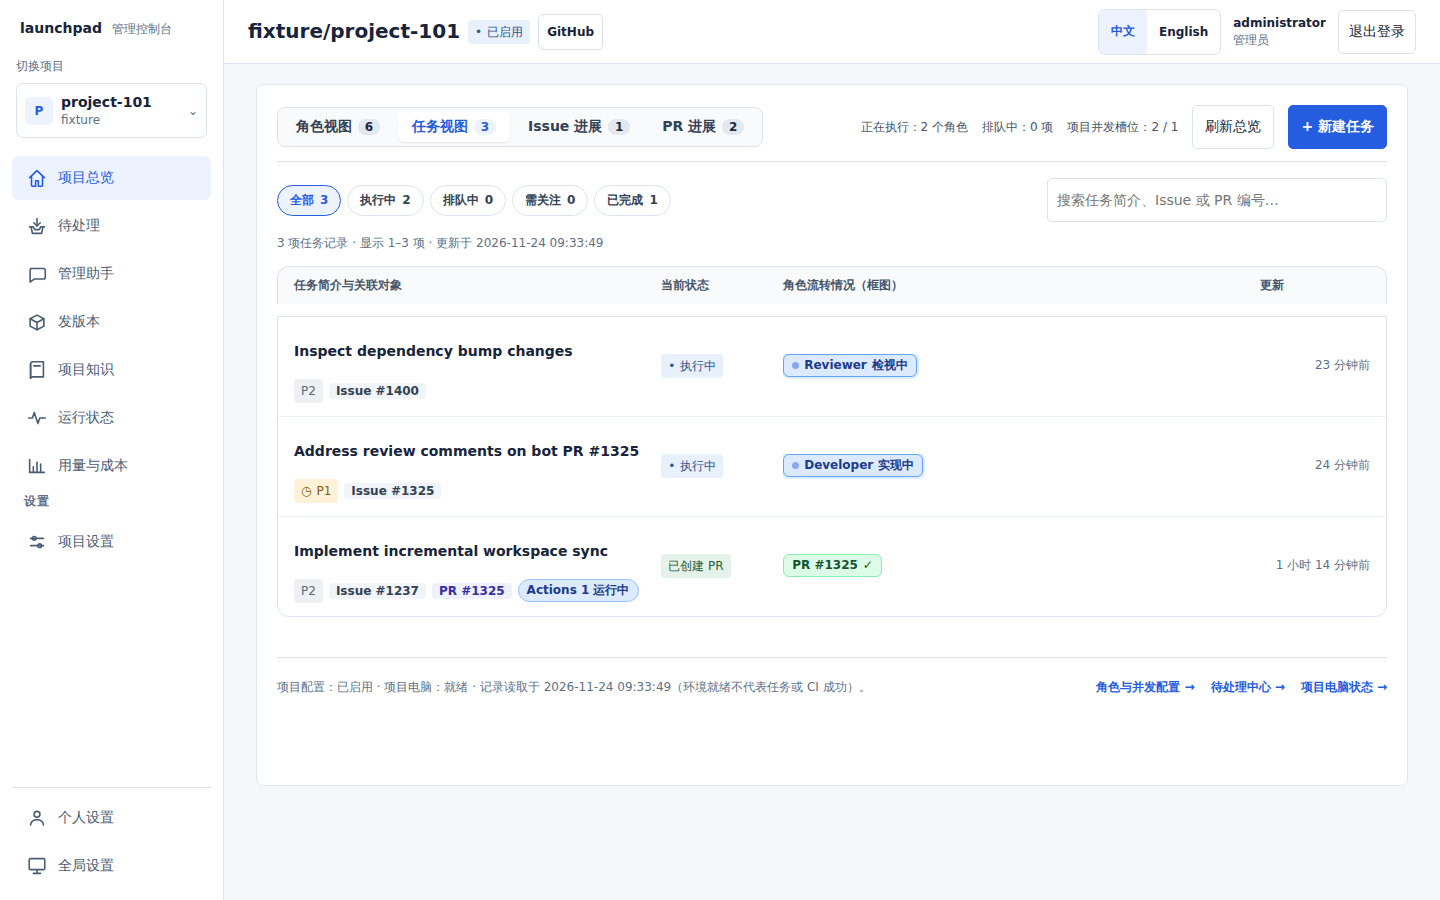 launchpad 管理控制台
切换项目
P project-101
fixture
项目总览
待处理
管理助手
发版本
项目知识
运行状态
用量与成本
设置
项目设置
个人设置
全局设置
fixture/project-101 • 已启用 GitHub
中文 English
administrator
管理员
退出登录
角色视图 6 任务视图 3 Issue 进展 1 PR 进展 2
正在执行：2 个角色 排队中：0 项 项目并发槽位：2 / 1 刷新总览 + 新建任务
全部 3 执行中 2 排队中 0 需关注 0 已完成 1
搜索任务简介、Issue 或 PR 编号…
3 项任务记录 · 显示 1–3 项 · 更新于 2026-11-24 09:33:49
任务简介与关联对象 当前状态 角色流转情况（框图） 更新
Inspect dependency bump changes
P2 Issue #1400
• 执行中
Reviewer 检视中
23 分钟前
Address review comments on bot PR #1325
◷ P1 Issue #1325
• 执行中
Developer 实现中
24 分钟前
Implement incremental workspace sync
P2 Issue #1237 PR #1325 Actions 1 运行中
已创建 PR
PR #1325 ✓
1 小时 14 分钟前
项目配置：已启用 · 项目电脑：就绪 · 记录读取于 2026-11-24 09:33:49（环境就绪不代表任务或 CI 成功）。
角色与并发配置 → 待处理中心 → 项目电脑状态 →